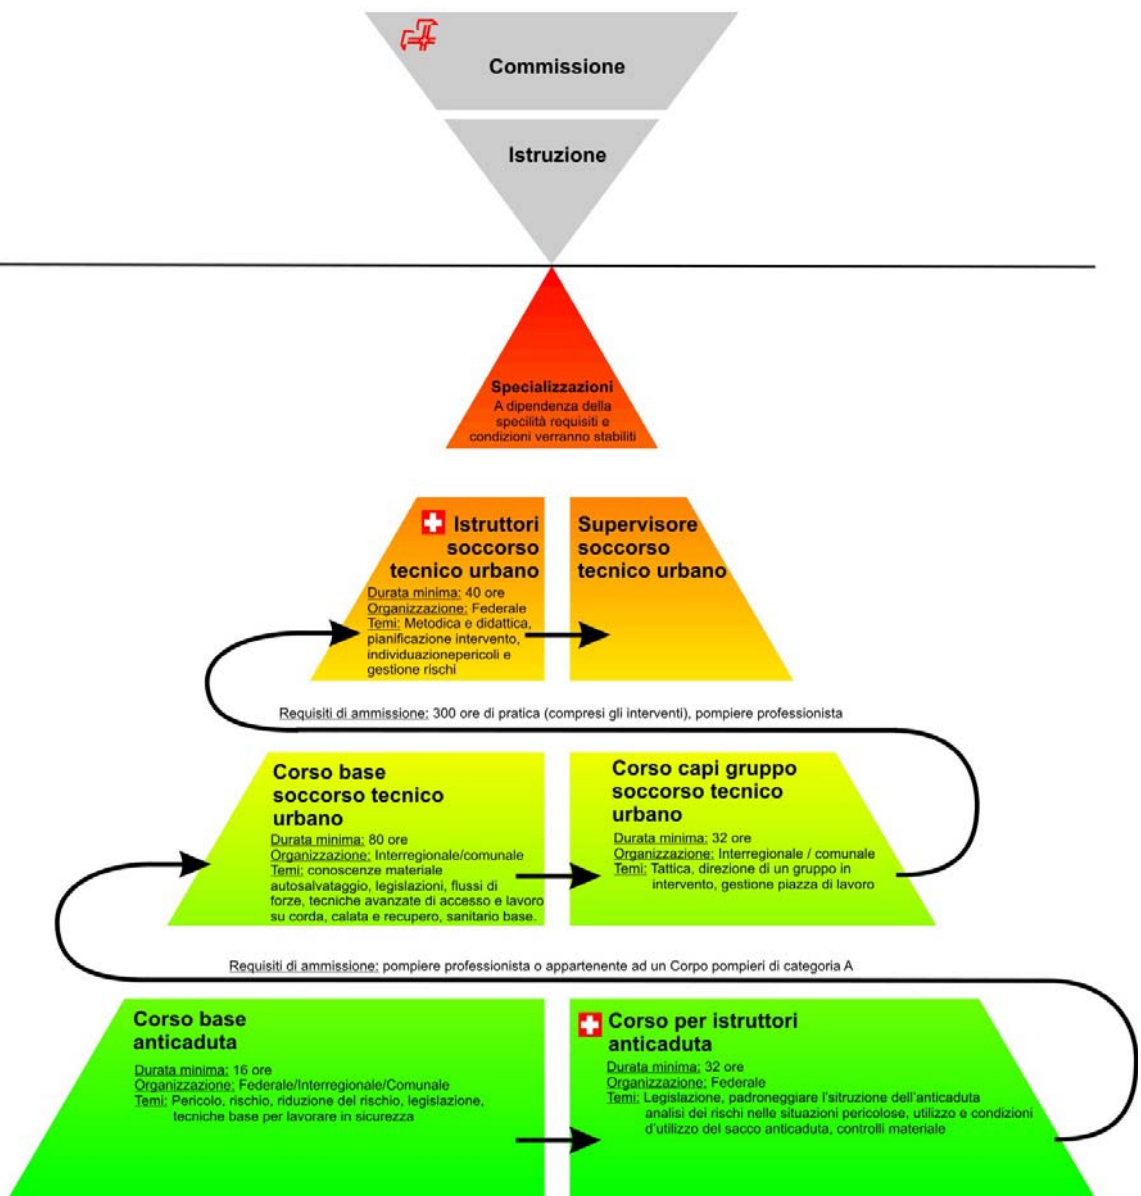 Commissione
Istruzione
Specializzazioni
A dipendenza della
specilità requisiti e
condizioni verranno stabiliti
Istruttori
soccorso
tecnico urbano
Durata minima: 40 ore
Organizzazione: Federale
Temi: Metodica e didattica,
pianificazione intervento,
individuazionepericoli e
gestione rischi
Supervisore
soccorso
tecnico urbano
Requisiti di ammissione: 300 ore di pratica (compresi gli interventi), pompiere professionista
Corso base
soccorso tecnico
urbano
Durata minima: 80 ore
Organizzazione: Interregionale/comunale
Temi: conoscenze materiale
autosalvataggio, legislazioni, flussi di
forze, tecniche avanzate di accesso e lavoro
su corda, calata e recupero, sanitario base.
Corso capi gruppo
soccorso tecnico
urbano
Durata minima: 32 ore
Organizzazione: Interregionale / comunale
Temi: Tattica, direzione di un gruppo in
intervento, gestione piazza di lavoro
Requisiti di ammissione: pompiere professionista o appartenente ad un Corpo pompieri di categoria A
Corso base
anticaduta
Durata minima: 16 ore
Organizzazione: Federale/Interregionale/Comunale
Temi: Pericolo, rischio, riduzione del rischio, legislazione,
tecniche base per lavorare in sicurezza
Corso per istruttori
anticaduta
Durata minima: 32 ore
Organizzazione: Federale
Temi: Legislazione, padroneggiare l'sitruzione dell'anticaduta
analisi dei rischi nelle situazioni pericolose, utilizzo e condizioni
d'utilizzo del sacco anticaduta, controlli materiale